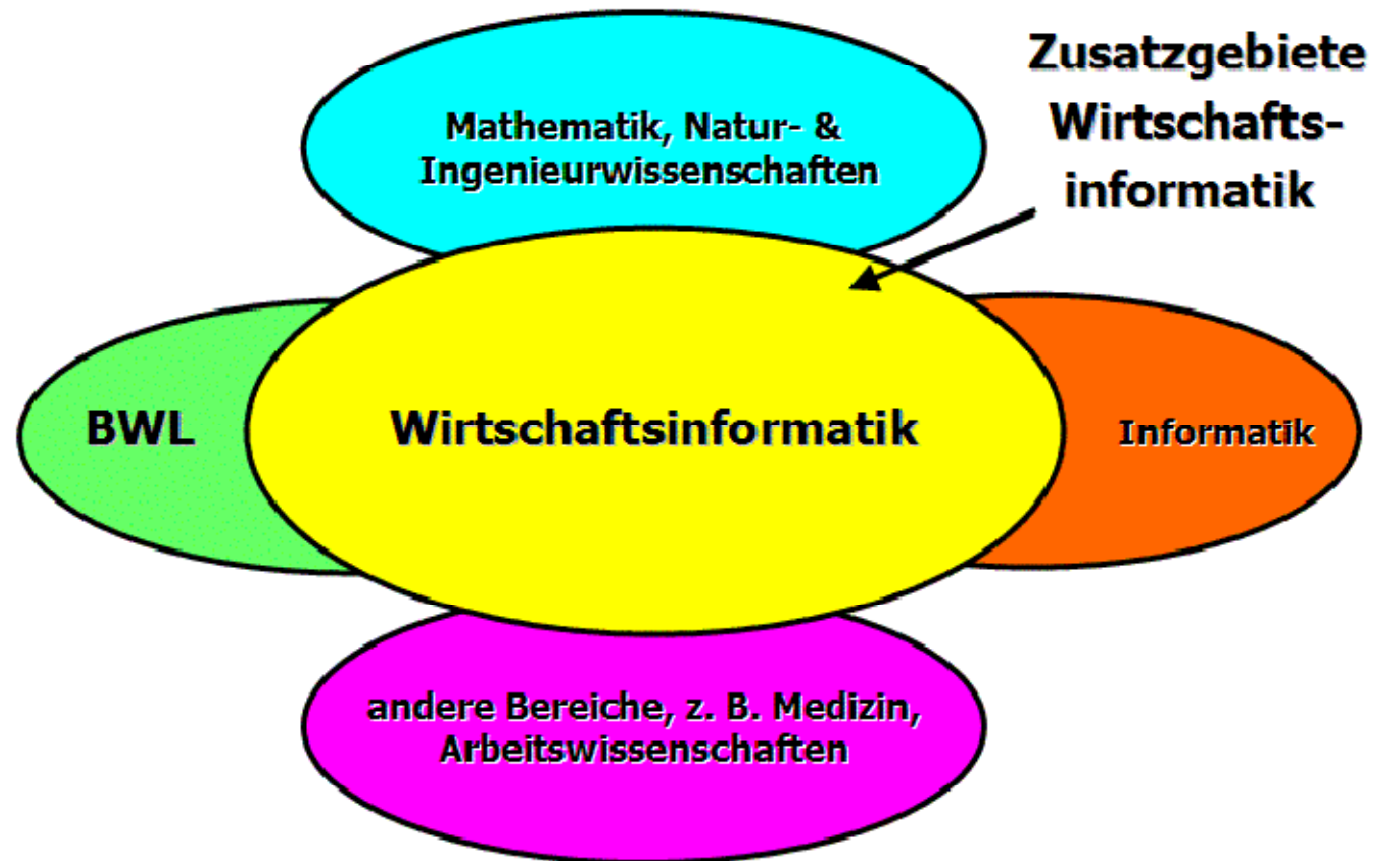 Zusatzgebiete
Wirtschafts-
informatik
Mathematik, Natur- &
Ingenieurwissenschaften
BWL
Wirtschaftsinformatik
Informatik
andere Bereiche, z. B. Medizin,
Arbeitswissenschaften